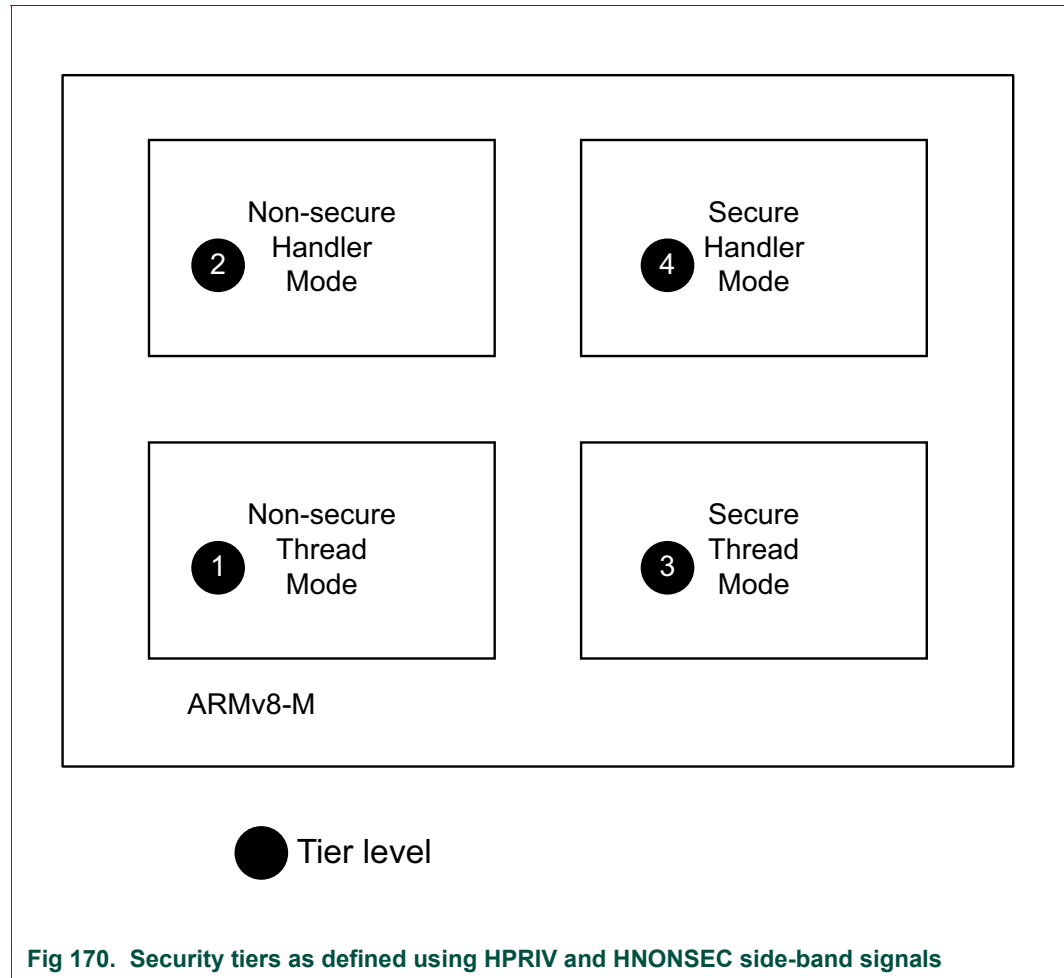 Non-secure
Handler
Mode
2
Secure
Handler
Mode
4
Non-secure
Thread
Mode
1
Secure
Thread
Mode
3
ARMv8-M
Tier level
Fig 170. Security tiers as defined using HPRIV and HNONSEC side-band signals